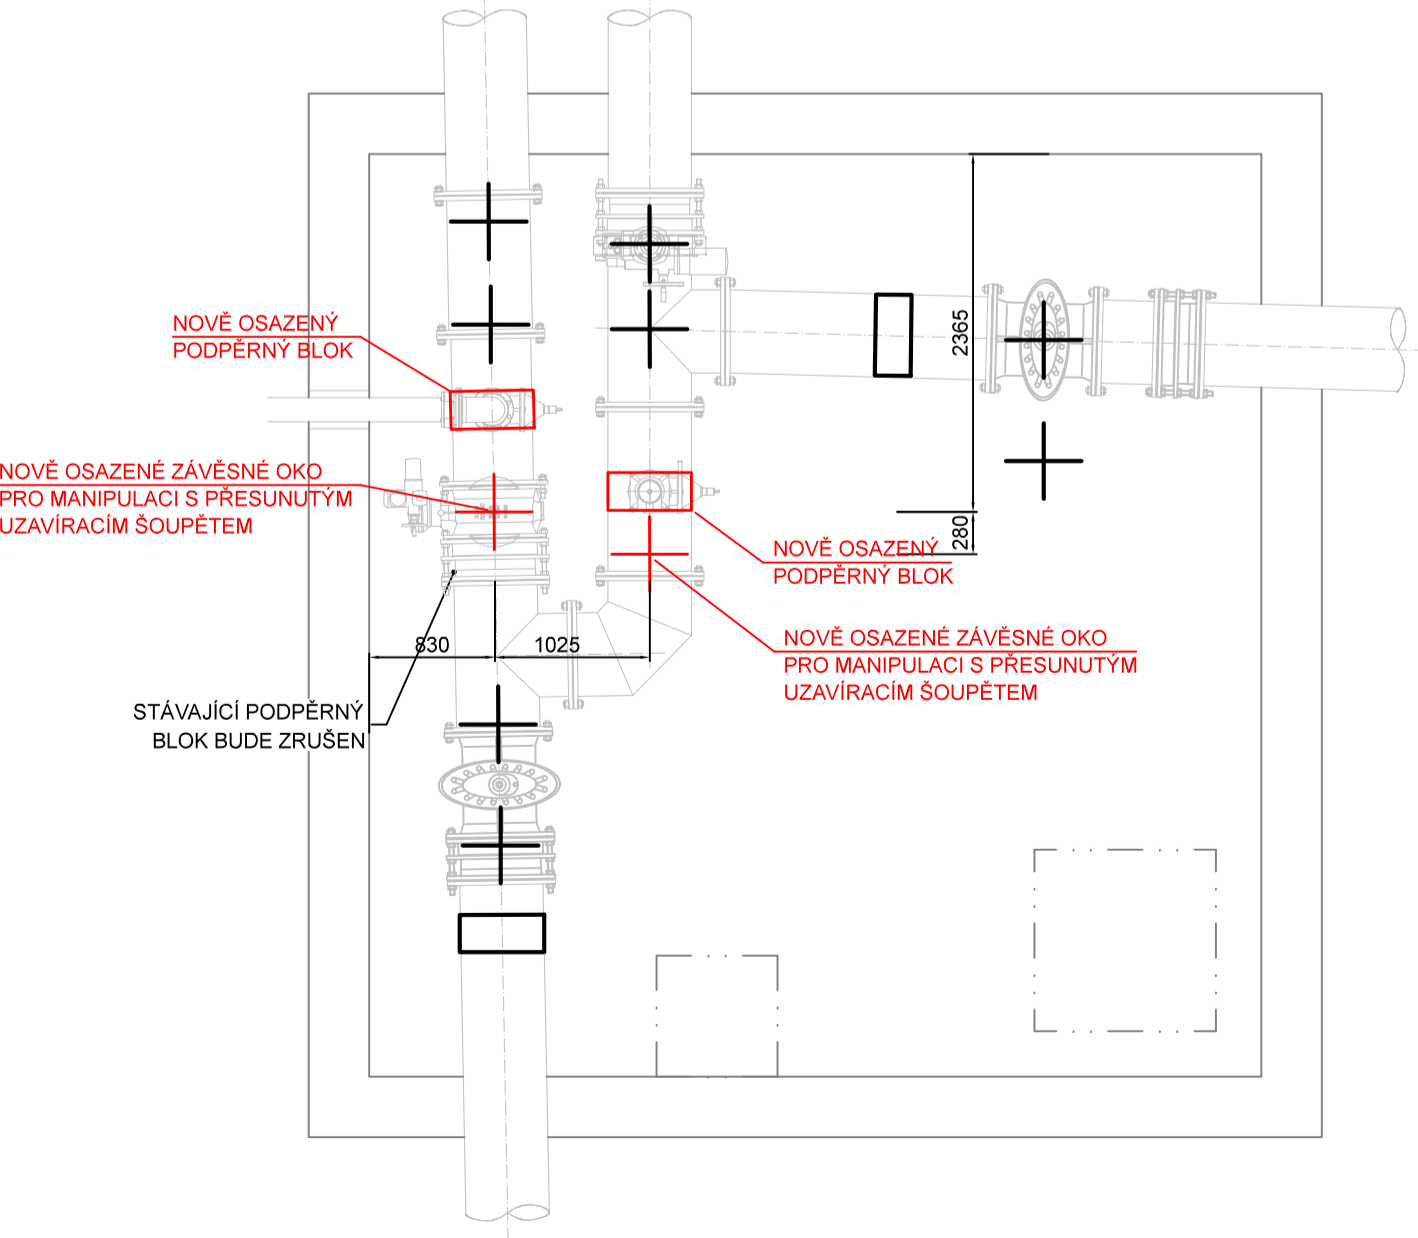 NOVĚ OSAZENÝ
PODPĚRNÝ BLOK
2365
NOVĚ OSAZENÉ ZÁVĚSNÉ OKO
PRO MANIPULACI S PŘESUNUTÝM
UZAVÍRACÍM ŠOUPĚTEM
280
NOVĚ OSAZENÝ
PODPĚRNÝ BLOK
830
1025
NOVĚ OSAZENÉ ZÁVĚSNÉ OKO
PRO MANIPULACI S PŘESUNUTÝM
UZAVÍRACÍM ŠOUPĚTEM
STÁVAJÍCÍ PODPĚRNÝ
BLOK BUDE ZRUŠEN